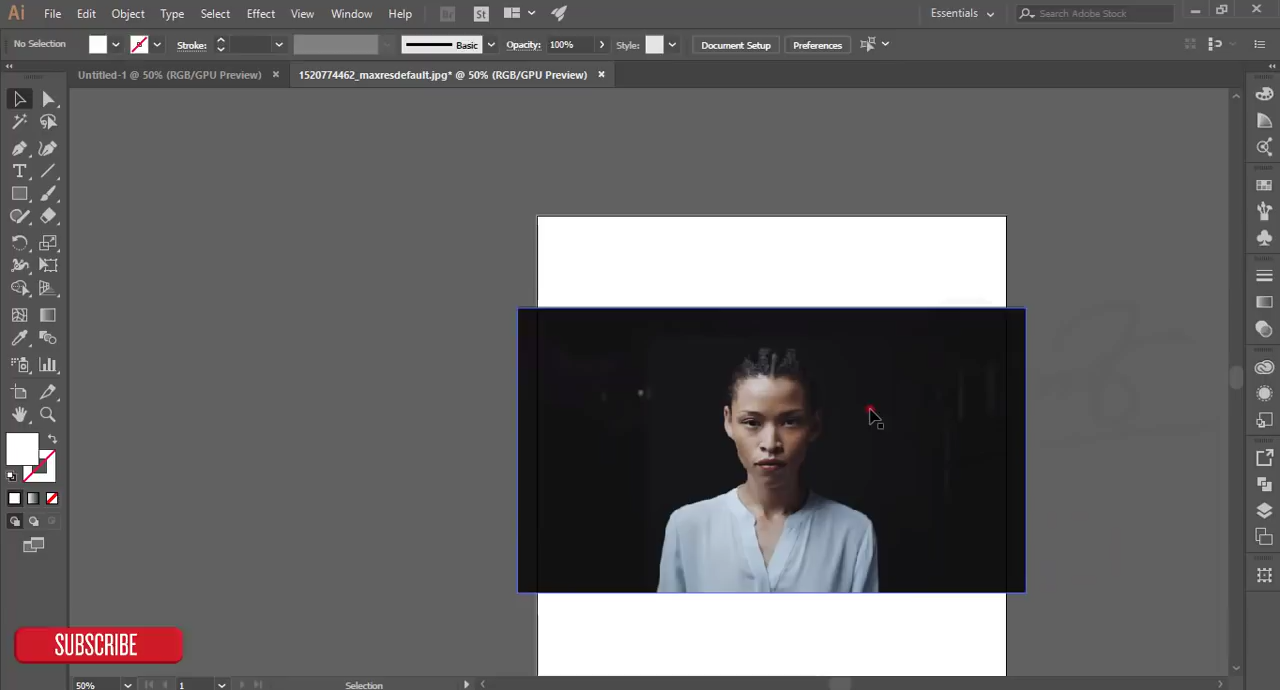 Ai File Edit Object Type Select Effect View Window Help Br St Essentials Search Adobe Stock
No Selection Stroke: Basic Opacity: 100% Style: Document Setup Preferences
Untitled-1 @ 50% (RGB/GPU Preview) 1520774462_maxresdefault.jpg* @ 50% (RGB/GPU Preview)
SUBSCRIBE
50% 1 Selection